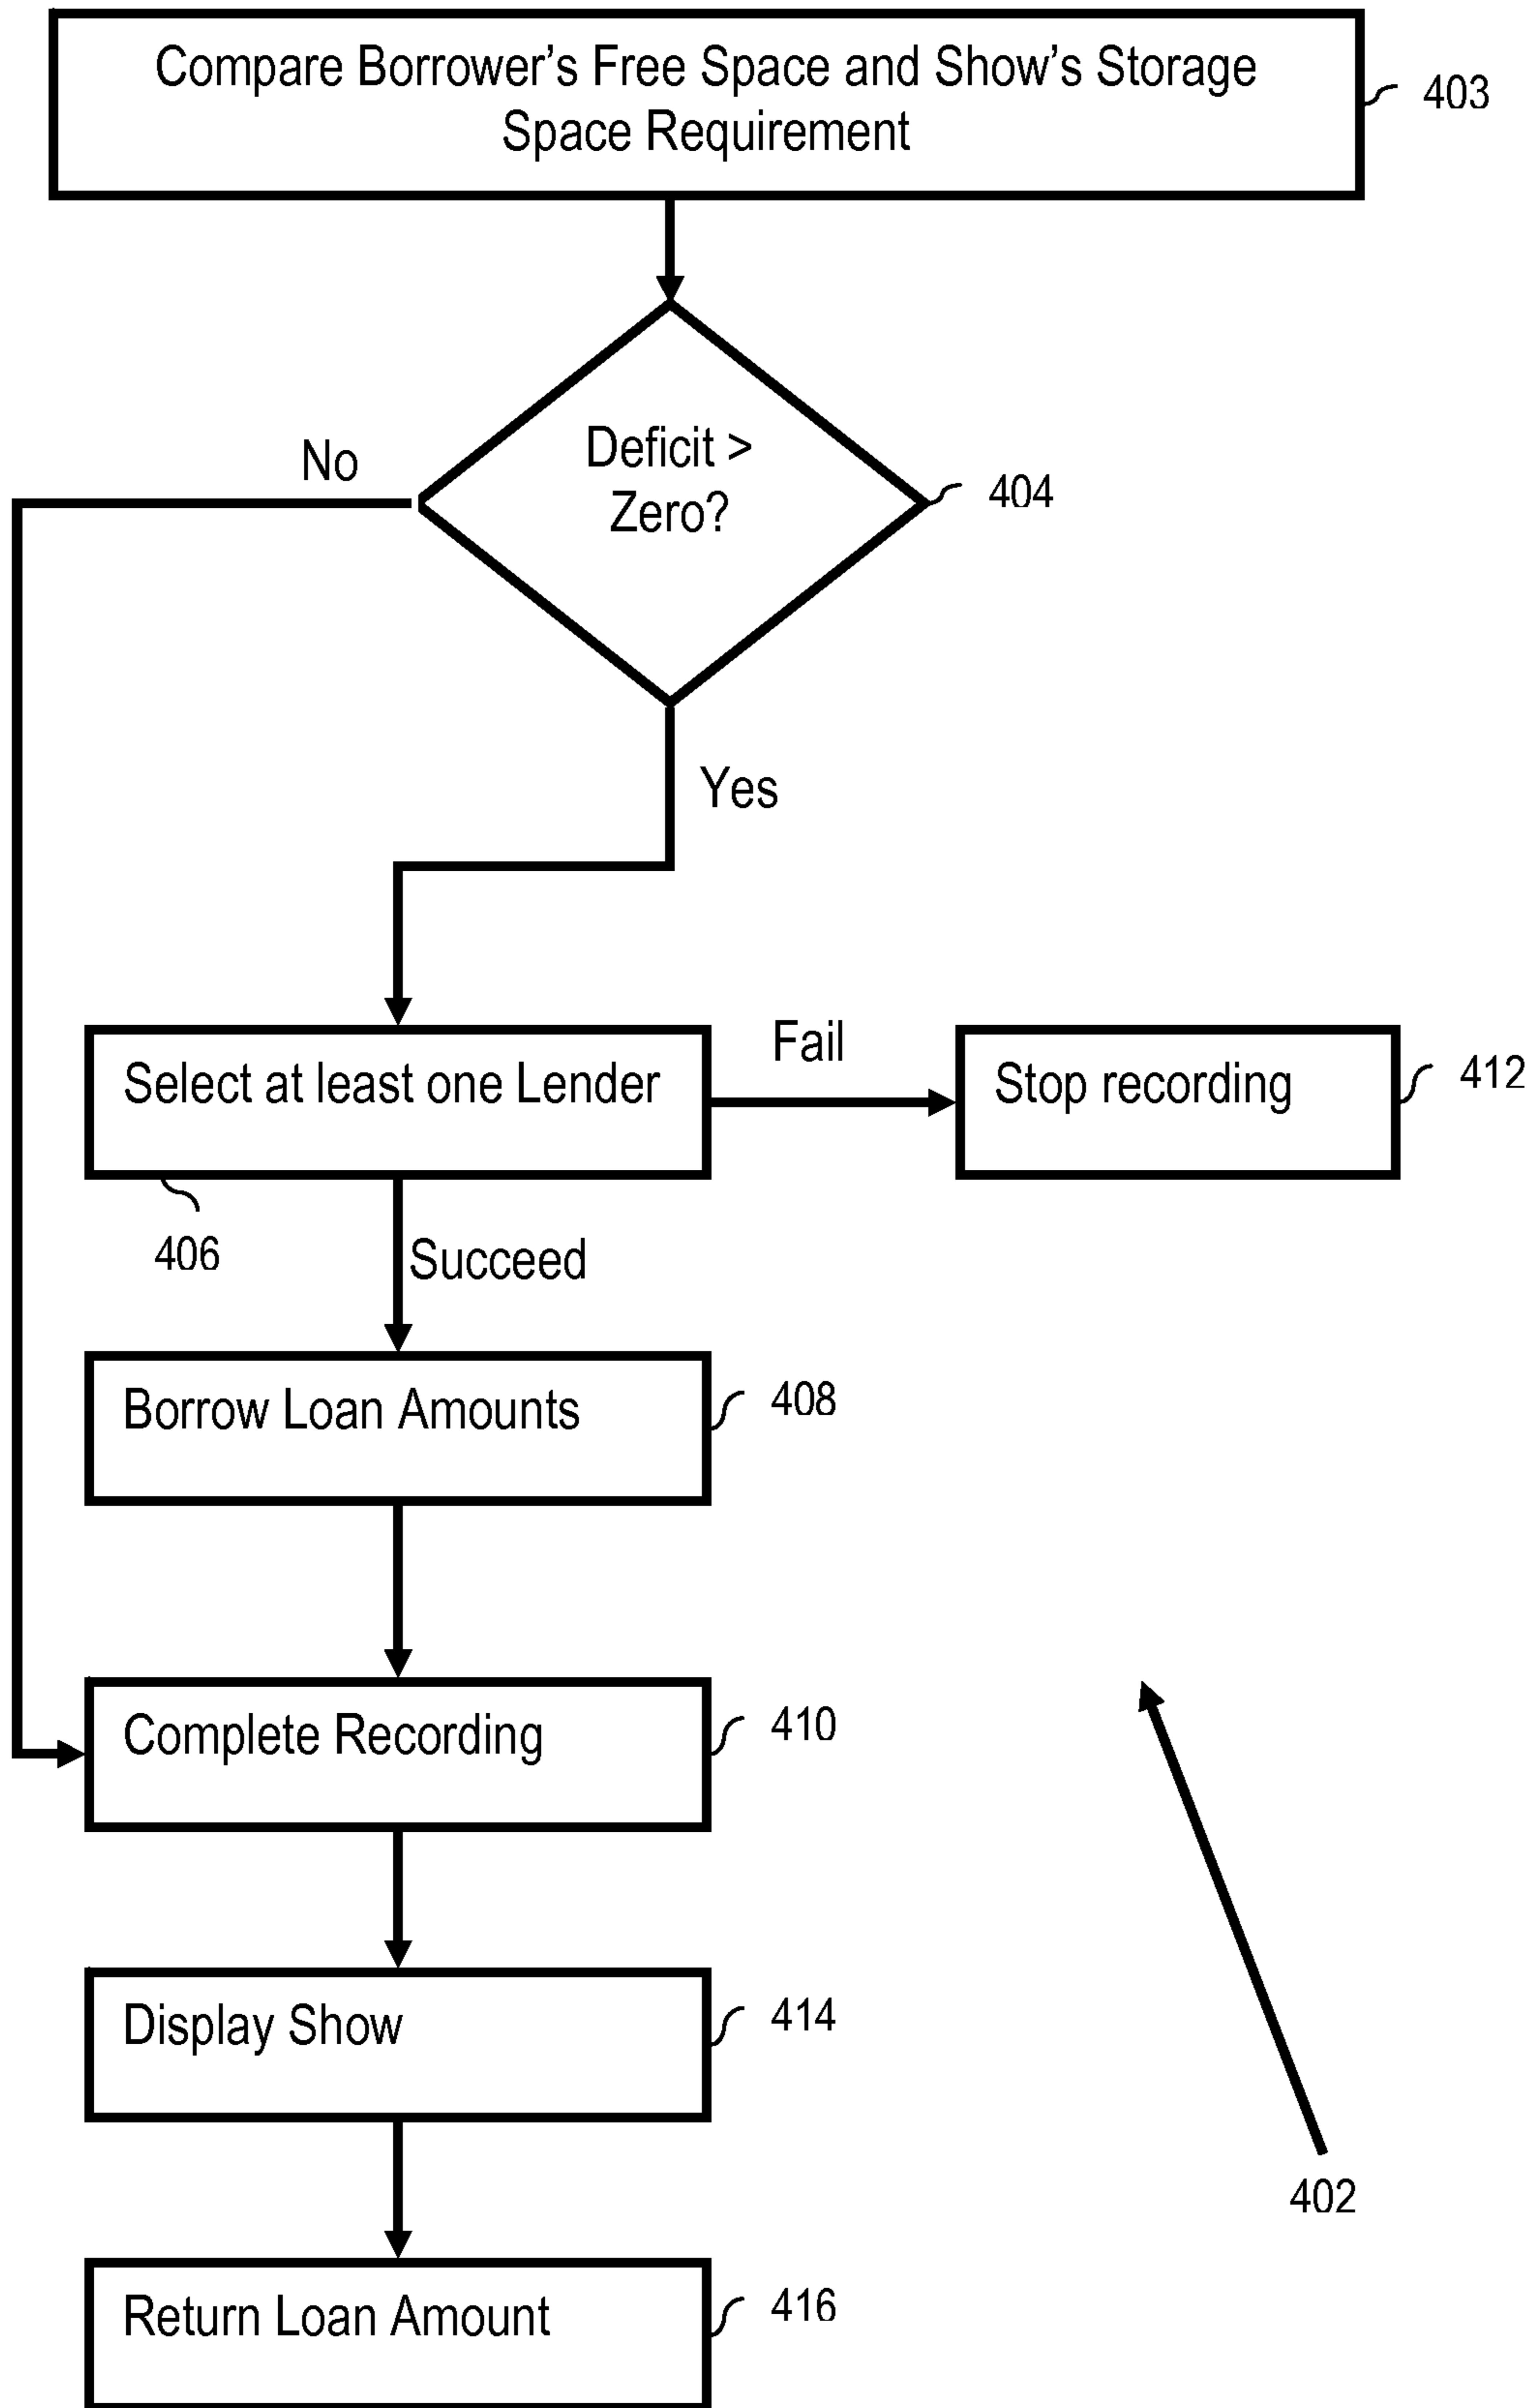 Compare Borrower’s Free Space and Show’s Storage
Space Requirement
403
Deficit >
Zero?
404
No
Yes
Select at least one Lender
406
Fail
Stop recording
412
Succeed
Borrow Loan Amounts
408
Complete Recording
410
Display Show
414
Return Loan Amount
416
402